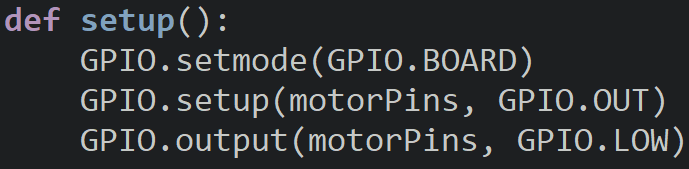 def setup():
    GPIO.setmode(GPIO.BOARD)
    GPIO.setup(motorPins, GPIO.OUT)
    GPIO.output(motorPins, GPIO.LOW)